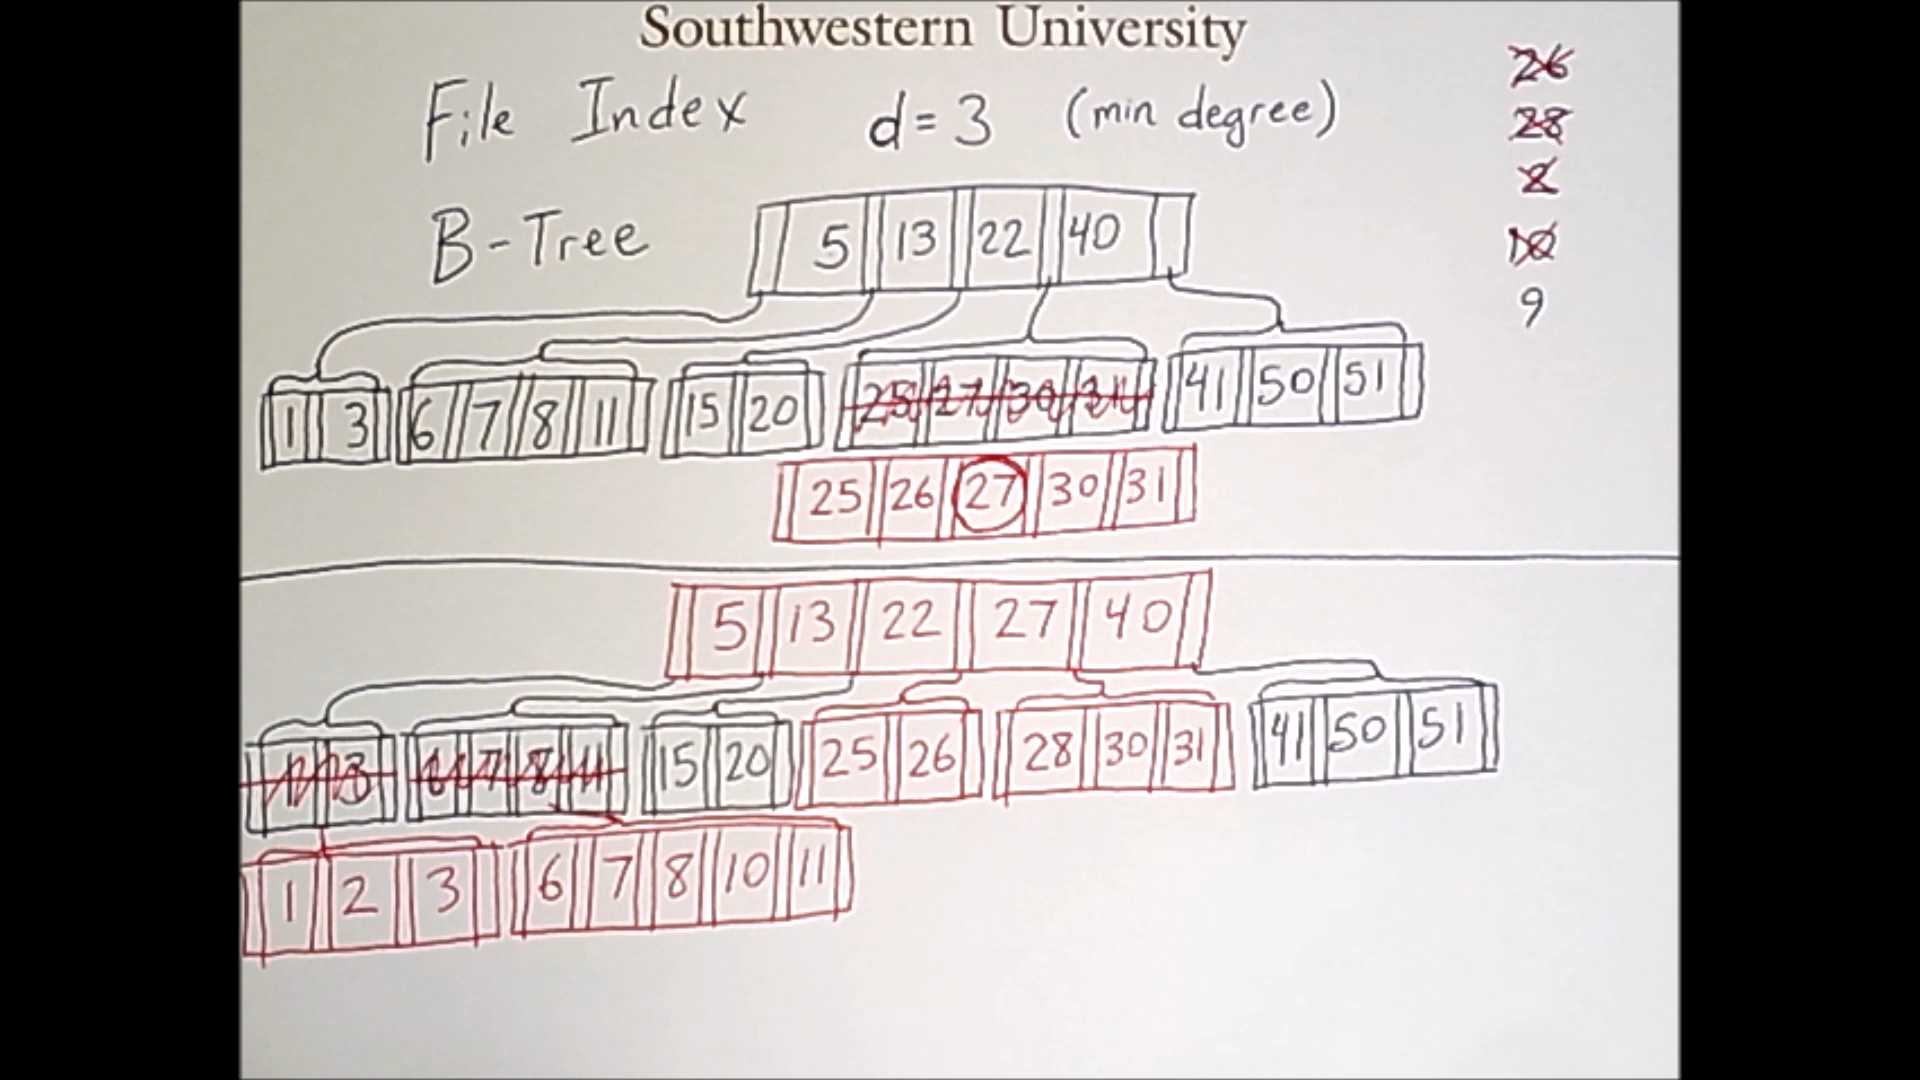 Southwestern University
File Index d=3 (min degree)
26
28
2
10
9
B-Tree
5 13 22 40
1 3 6 7 8 11 15 20 25 27 30 31 41 50 51
25 26 27 30 31
5 13 22 27 40
1 3 6 7 8 11 15 20 25 26 28 30 31 41 50 51
1 2 3 6 7 8 10 11